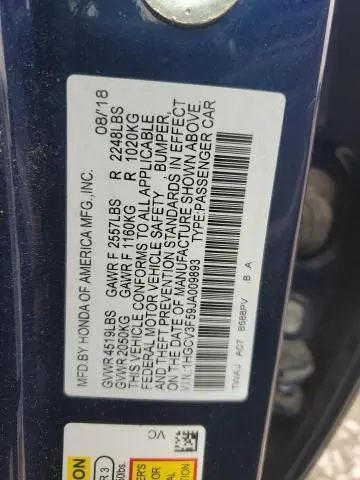 MFD BY HONDA OF AMERICA MFG., INC. 08/18
GVWR 4519LBS GAWR F 2557LBS R 2248LBS
GVWR 2050KG GAWR F 1160KG R 1020KG
THIS VEHICLE CONFORMS TO ALL APPLICABLE
FEDERAL MOTOR VEHICLE SAFETY BUMPER,
AND THEFT PREVENTION STANDARDS IN EFFECT
ON THE DATE OF MANUFACTURE SHOWN ABOVE.
V.I.N.:1HGCV3F59JA009893 TYPE:PASSENGER CAR
TWAJ A07 B588PV B A
VC